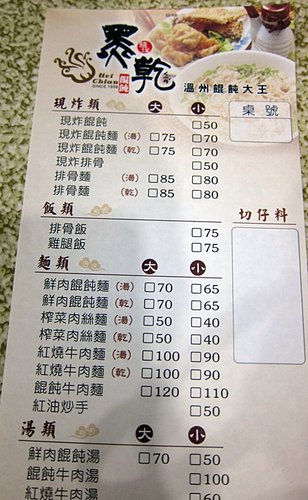 黑乾
Hei Chian
SINCE 1958
餛飩
溫州餛飩大王
桌號
現炸類 大 小
現炸餛飩 □50
現炸餛飩麵 (湯) □75 □70
現炸餛飩麵 (乾) □75 □70
現炸排骨 □50
排骨麵 (湯) □85 □80
排骨麵 (乾) □85 □80
飯類
排骨飯 □75
雞腿飯 □75
切仔料
麵類 大 小
鮮肉餛飩麵 (湯) □70 □65
鮮肉餛飩麵 (乾) □70 □65
榨菜肉絲麵 (湯) □50 □40
榨菜肉絲麵 (乾) □50 □40
紅燒牛肉麵 (湯) □100 □90
紅燒牛肉麵 (乾) □100 □90
餛飩牛肉麵 □120 □110
紅油炒手 □50
湯類 大 小
鮮肉餛飩湯 □70 □50
餛飩牛肉湯 □100
紅燒牛肉湯 □60